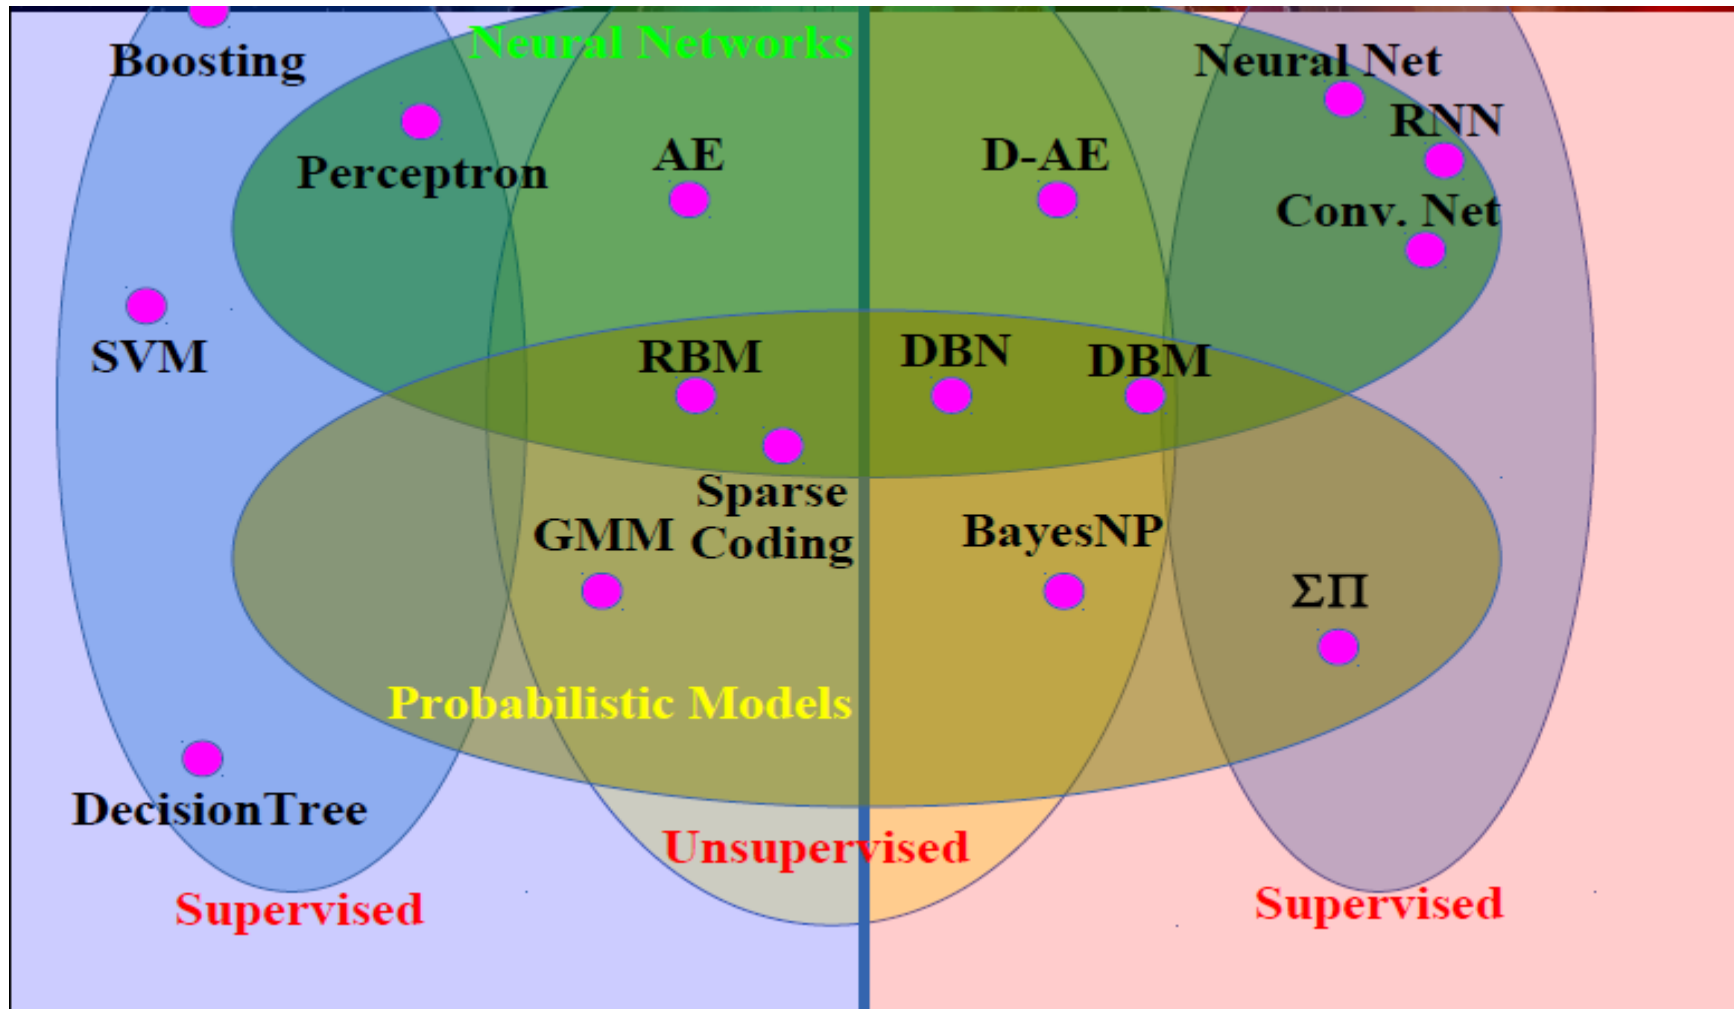 Neural Networks
Boosting
Neural Net
RNN
Perceptron
AE
D-AE
Conv. Net
SVM
RBM
DBN
DBM
Sparse
Coding
GMM
BayesNP
ΣΠ
Probabilistic Models
DecisionTree
Unsupervised
Supervised
Supervised